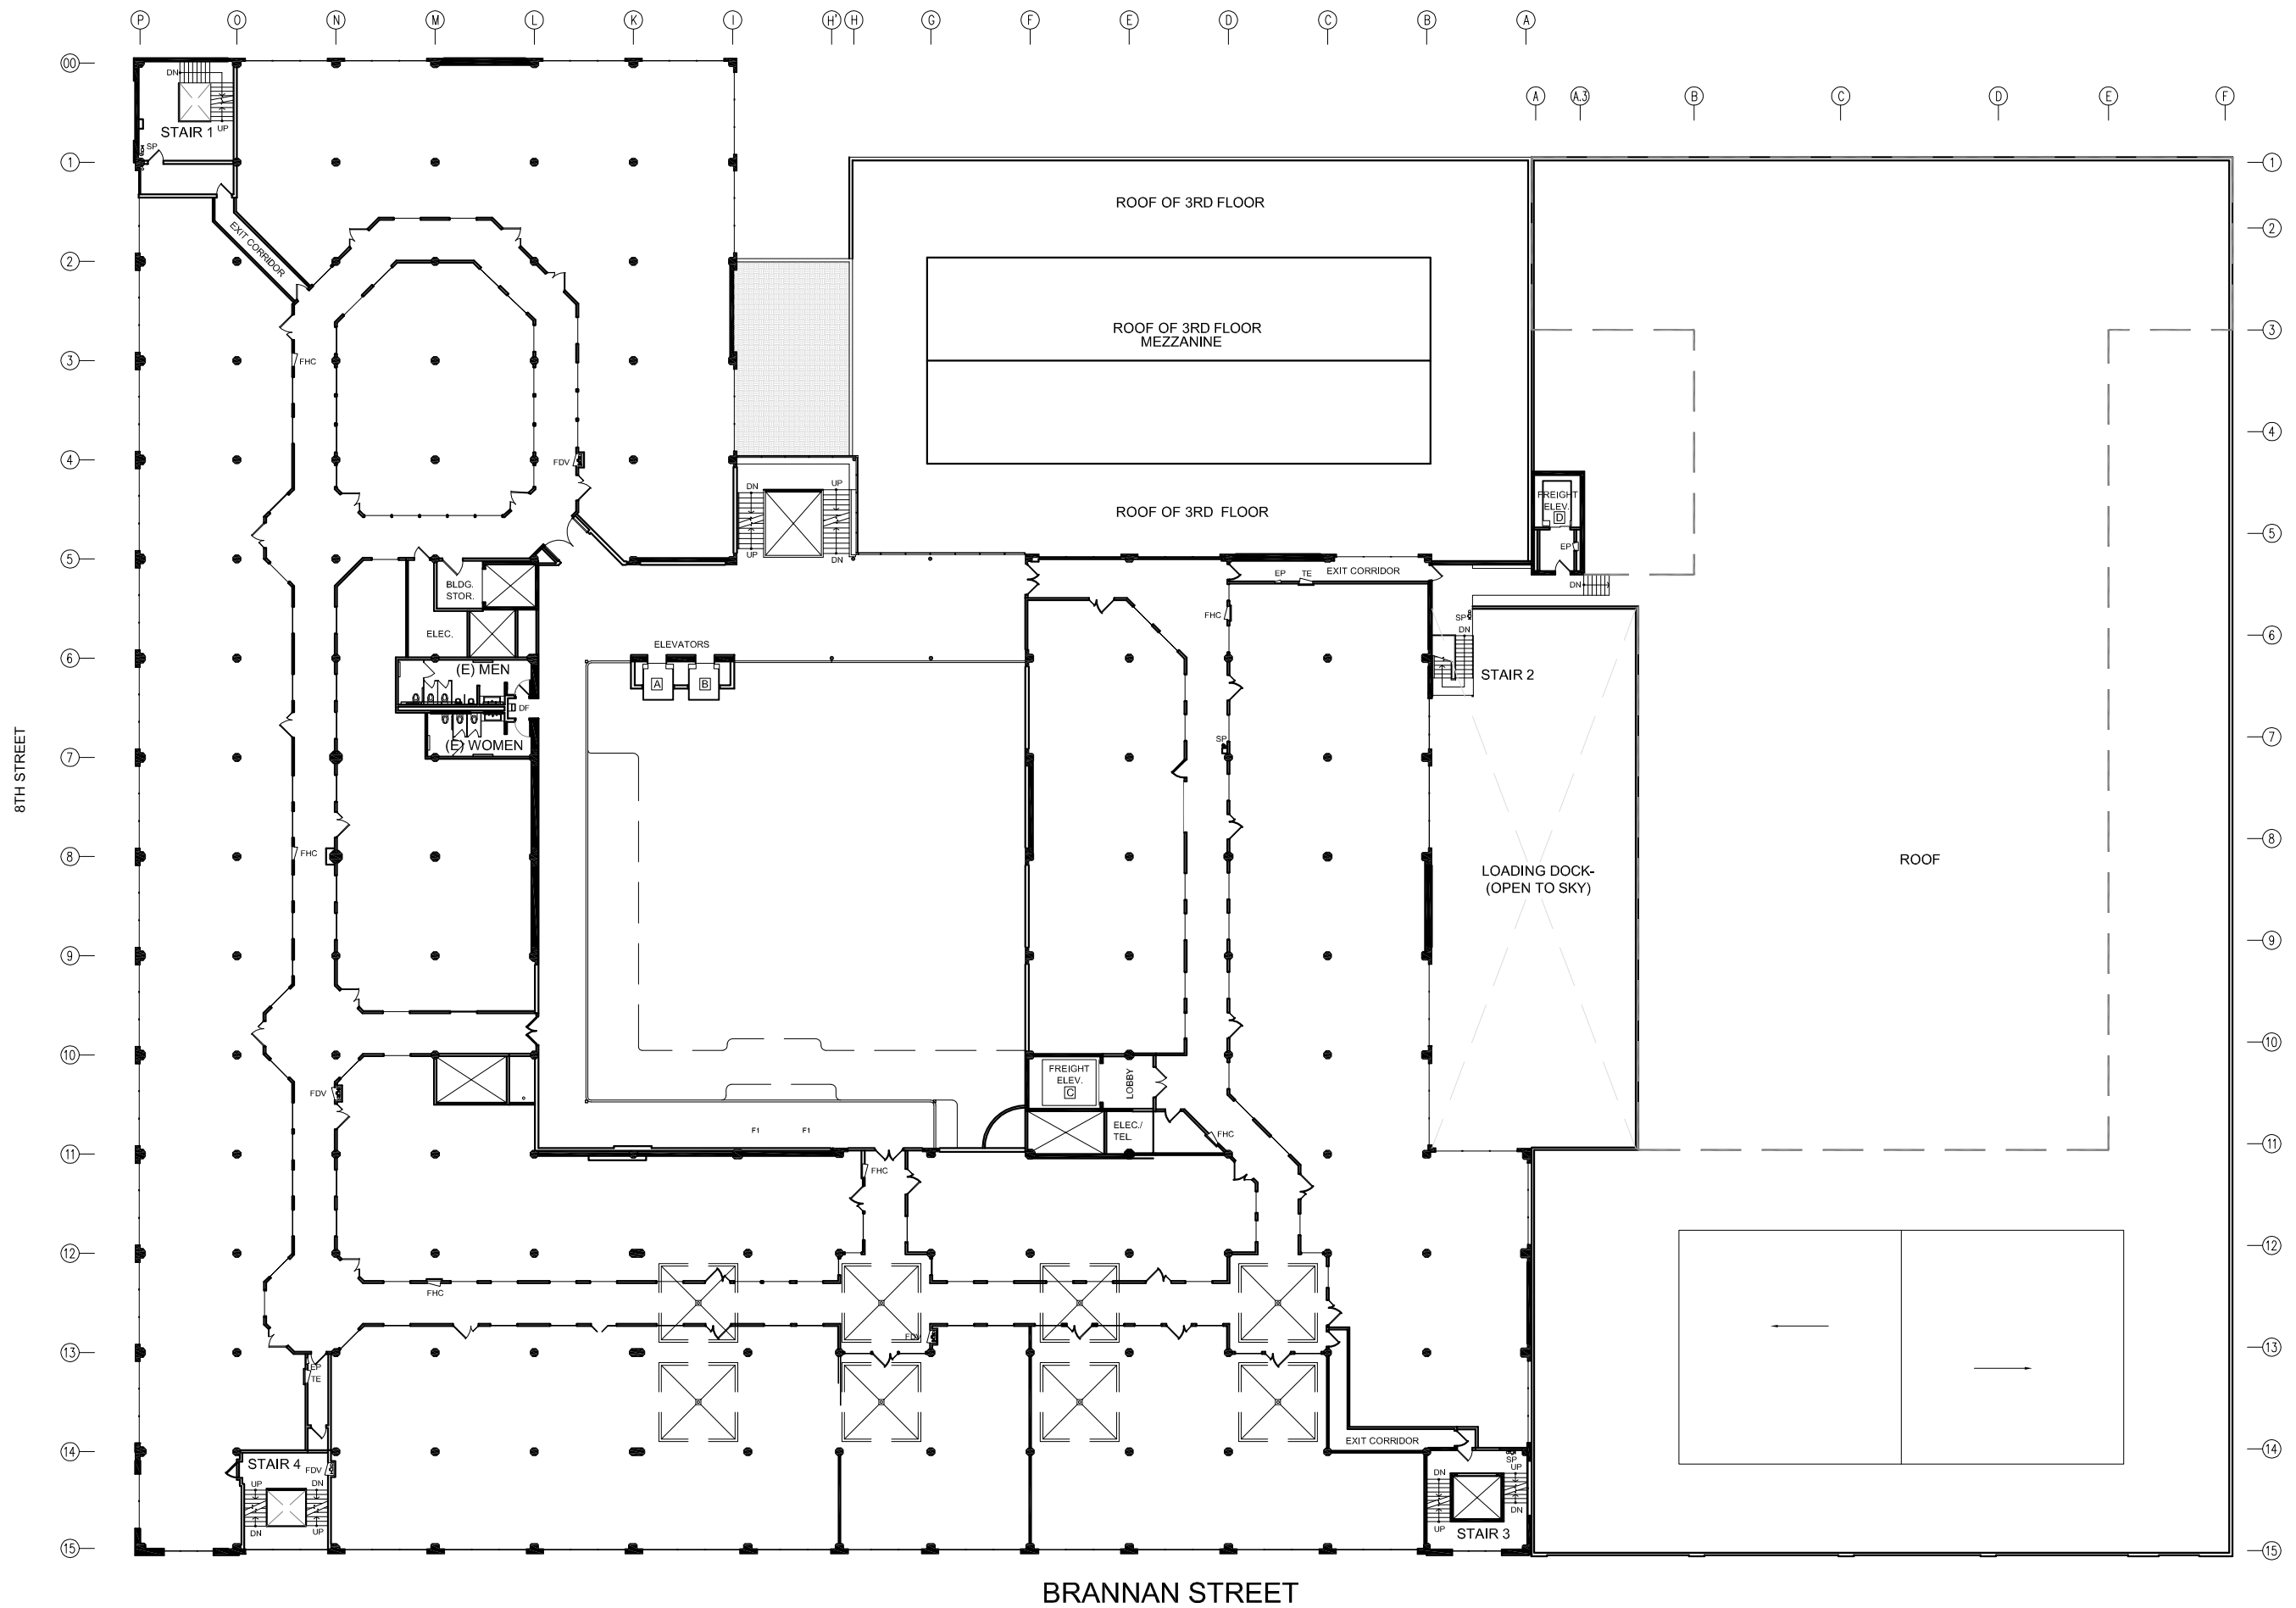 P O N M L K J H' H G F E D C B A
A A.3 B C D E F
00
DN
UP
STAIR 1
SP
1
1
ROOF OF 3RD FLOOR
2
EXIT CORRIDOR
2
ROOF OF 3RD FLOOR
MEZZANINE
3
3
FHC
4
FDV
4
DN
UP
UP
DN
FREIGHT
ELEV.
D
ROOF OF 3RD FLOOR
5
5
EP
BLDG.
STOR.
EP
TE
EXIT CORRIDOR
DN
FHC
SP
DN
ELEC.
ELEVATORS
6
6
(E) MEN
STAIR 2
A
B
DF
(E) WOMEN
SP
7
7
8TH STREET
8
FHC
8
ROOF
LOADING DOCK-
(OPEN TO SKY)
9
9
10
10
FREIGHT
ELEV.
C
LOBBY
FDV
F1
F1
ELEC./
TEL.
FHC
11
11
FHC
12
12
FHC
FDV
13
13
EP
TE
EXIT CORRIDOR
14
14
STAIR 4
FDV
UP
DN
DN
UP
SP
UP
DN
DN
UP
STAIR 3
15
15
BRANNAN STREET